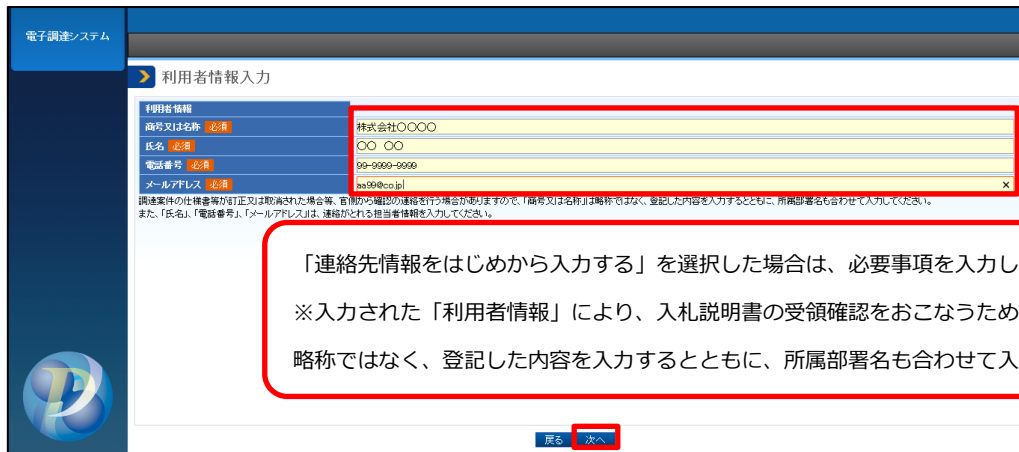 電子調達システム
利用者情報入力
利用者情報
商号又は名称 必須 株式会社〇〇〇〇
氏名 必須 〇〇 〇〇
電話番号 必須 99-9999-9999
メールアドレス 必須 aa99@co.jp ×
調達案件の仕様書等が訂正又は取消された場合等、官側から確認の連絡を行う場合がありますので、「商号又は名称」は略称ではなく、登記した内容を入力するとともに、所属部署名も合わせて入力してください。
また、「氏名」、「電話番号」、「メールアドレス」は、連絡がとれる担当者情報を入力してください。
「連絡先情報をはじめから入力する」を選択した場合は、必要事項を入力し
※入力された「利用者情報」により、入札説明書の受領確認をおこなうため
略称ではなく、登記した内容を入力するとともに、所属部署名も合わせて入
戻る 次へ